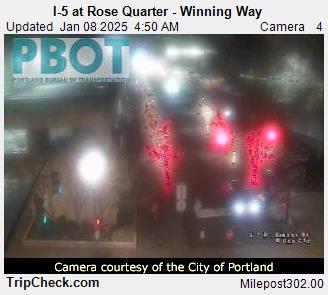 I-5 at Rose Quarter - Winning Way
Updated Jan 08 2025 4:50 AM Camera 4
PBOT
PORTLAND BUREAU OF TRANSPORTATION
Camera courtesy of the City of Portland
TripCheck.com Milepost302.00